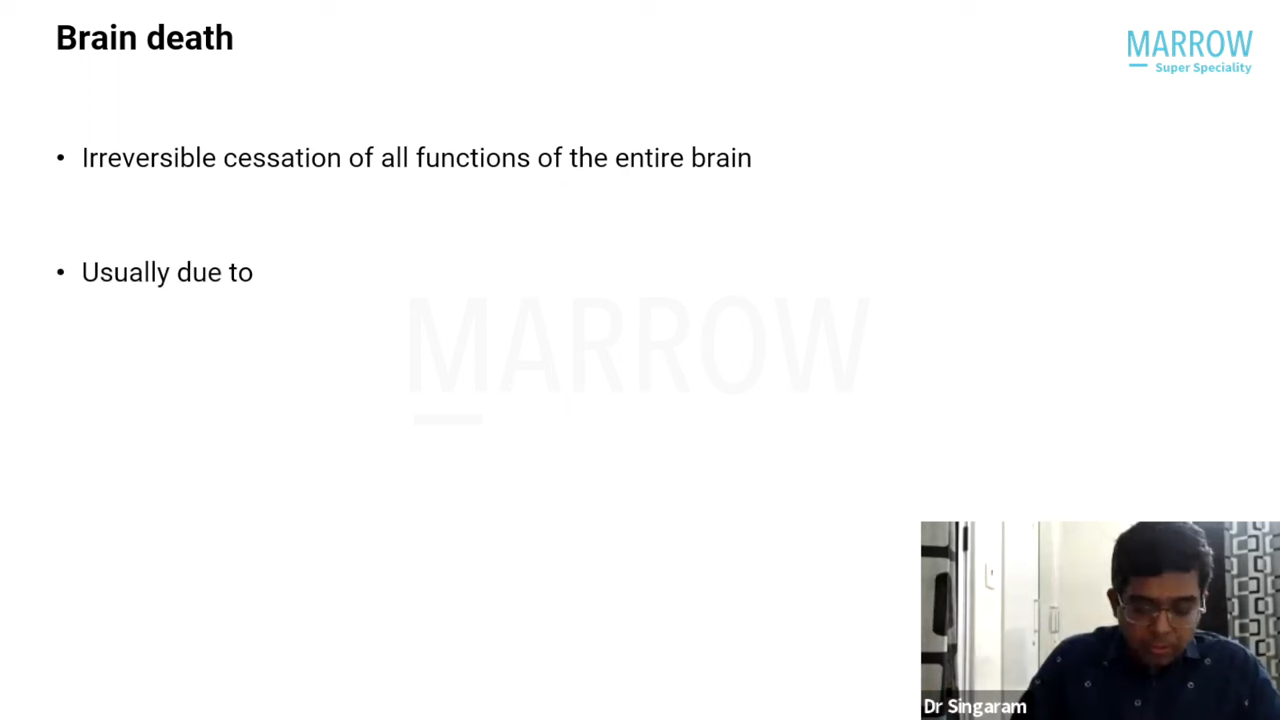 Brain death
MARROW
Super Speciality
• Irreversible cessation of all functions of the entire brain
• Usually due to
MARROW
Dr Singaram